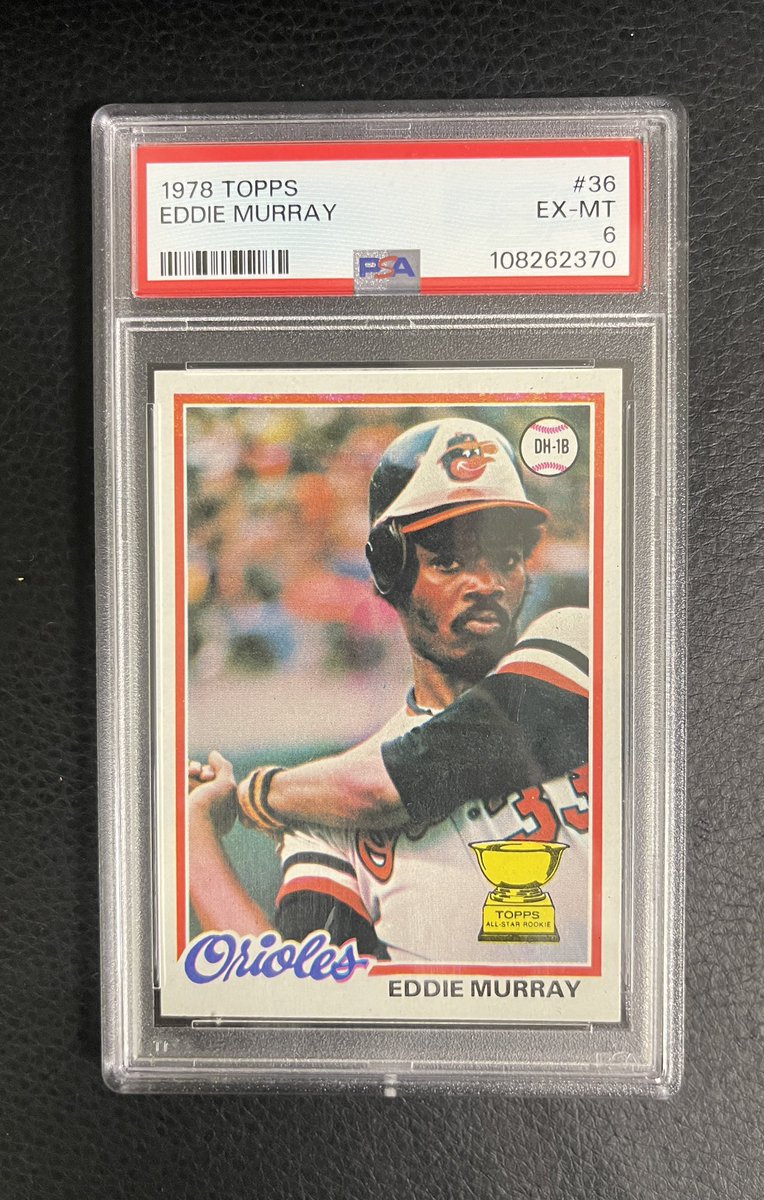 1978 TOPPS #36
EDDIE MURRAY EX-MT
6
PSA 108262370
DH-1B
33
TOPPS
ALL-STAR ROOKIE
Orioles
EDDIE MURRAY